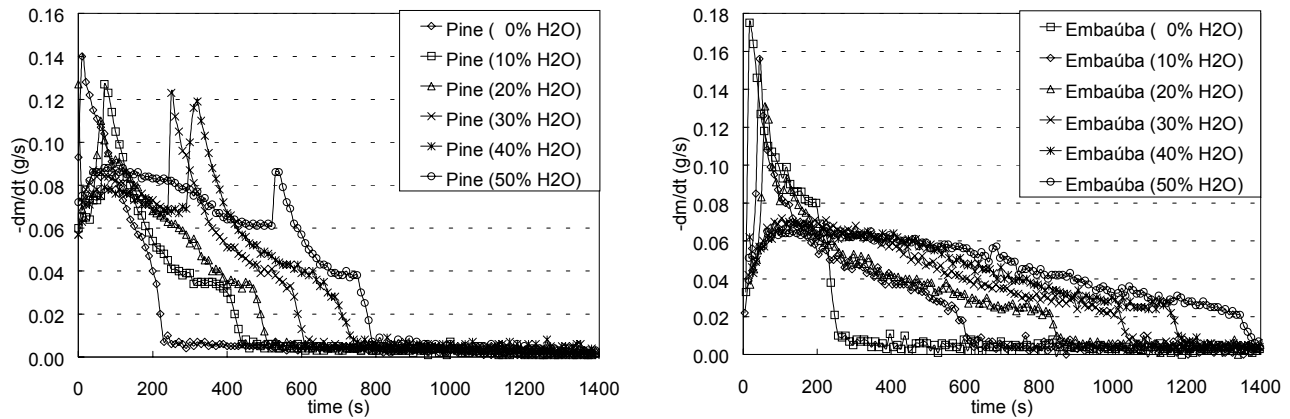 0.14
0.12
0.10
0.08
0.06
0.04
0.02
0.00
-dm/dt (g/s)
0 200 400 600 800 1000 1200 1400
time (s)
Pine ( 0% H2O)
Pine (10% H2O)
Pine (20% H2O)
Pine (30% H2O)
Pine (40% H2O)
Pine (50% H2O)
0.18
0.16
0.14
0.12
0.10
0.08
0.06
0.04
0.02
0.00
-dm/dt (g/s)
0 200 400 600 800 1000 1200 1400
time (s)
Embaúba ( 0% H2O)
Embaúba (10% H2O)
Embaúba (20% H2O)
Embaúba (30% H2O)
Embaúba (40% H2O)
Embaúba (50% H2O)